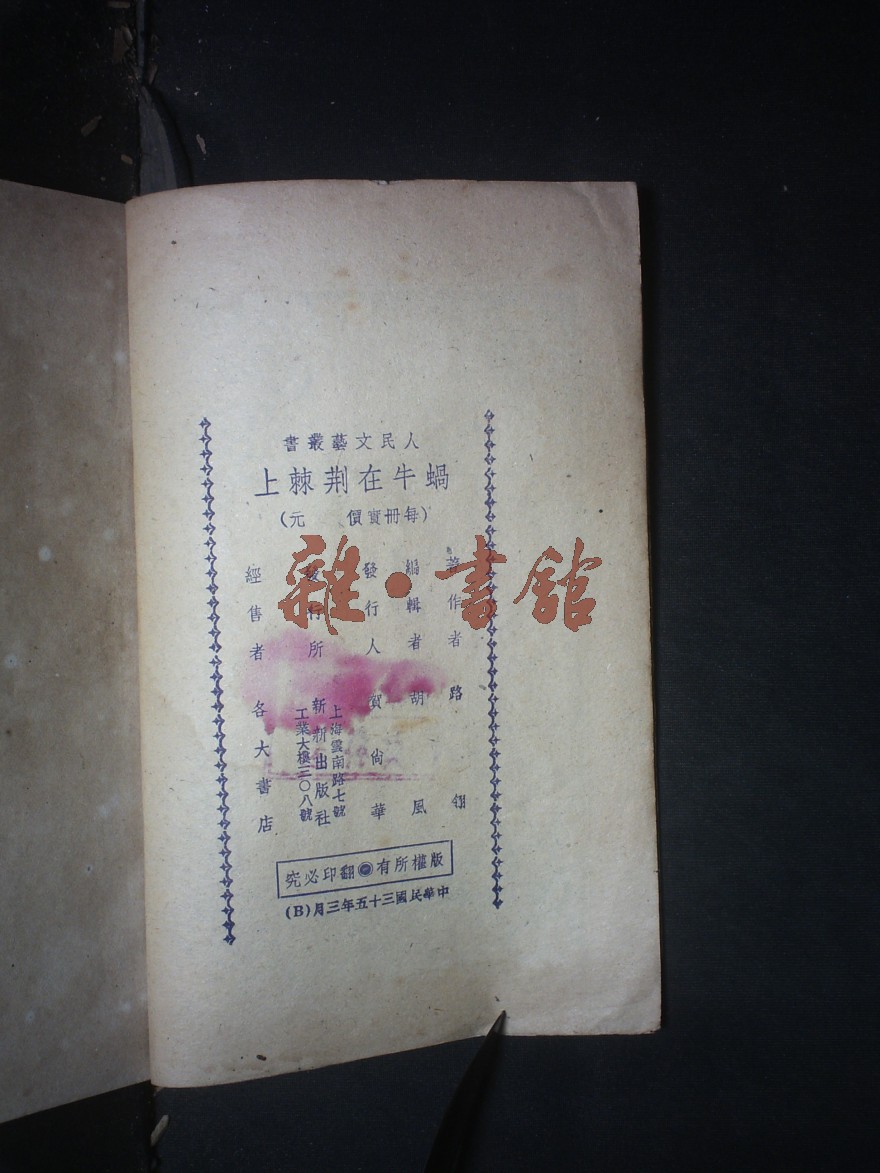 人民文藝叢書
蝸牛在荆棘上
(每冊實價　元)
著作者　路翎
編輯者　胡風
發行人　賀尚華
發行所　新新出版社
上海雲南路七號
工業大樓三〇八號
經售者　各大書店
版權所有 翻印必究
中華民國三十五年三月(B)
雜·書館